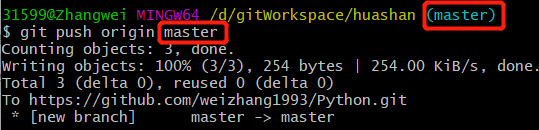 31599@Zhangwei MINGW64 /d/gitWorkspace/huashan (master)
$ git push origin master
Counting objects: 3, done.
Writing objects: 100% (3/3), 254 bytes | 254.00 KiB/s, done.
Total 3 (delta 0), reused 0 (delta 0)
To https://github.com/weizhang1993/Python.git
 * [new branch]      master -> master